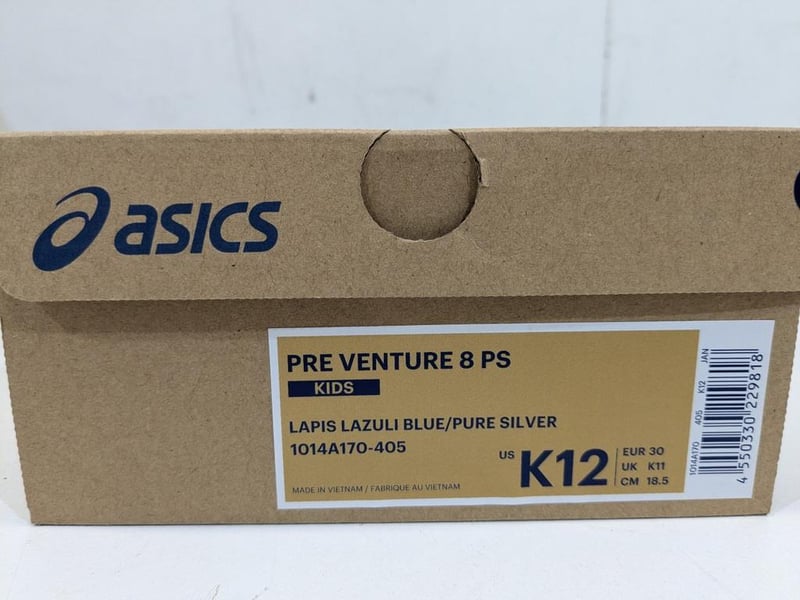 asics
PRE VENTURE 8 PS
KIDS
LAPIS LAZULI BLUE/PURE SILVER
1014A170-405
MADE IN VIETNAM / FABRIQUE AU VIETNAM
US K12
EUR 30
UK K11
CM 18.5
1014A170 405 K12 JAN
4 550330 229818